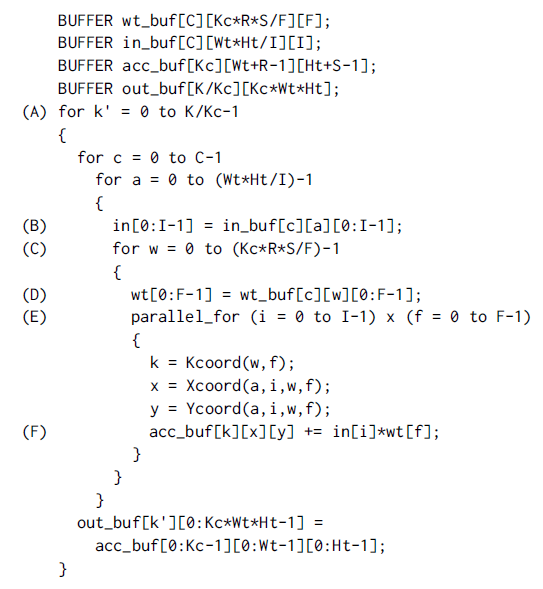 BUFFER wt_buf[C][Kc*R*S/F][F];
BUFFER in_buf[C][Wt*Ht/I][I];
BUFFER acc_buf[Kc][Wt+R-1][Ht+S-1];
BUFFER out_buf[K/Kc][Kc*Wt*Ht];
(A) for k' = 0 to K/Kc-1
{
for c = 0 to C-1
for a = 0 to (Wt*Ht/I)-1
{
(B) in[0:I-1] = in_buf[c][a][0:I-1];
(C) for w = 0 to (Kc*R*S/F)-1
{
(D) wt[0:F-1] = wt_buf[c][w][0:F-1];
(E) parallel_for (i = 0 to I-1) x (f = 0 to F-1)
{
k = Kcoord(w,f);
x = Xcoord(a,i,w,f);
y = Ycoord(a,i,w,f);
(F) acc_buf[k][x][y] += in[i]*wt[f];
}
}
}
out_buf[k'][0:Kc*Wt*Ht-1] =
acc_buf[0:Kc-1][0:Wt-1][0:Ht-1];
}